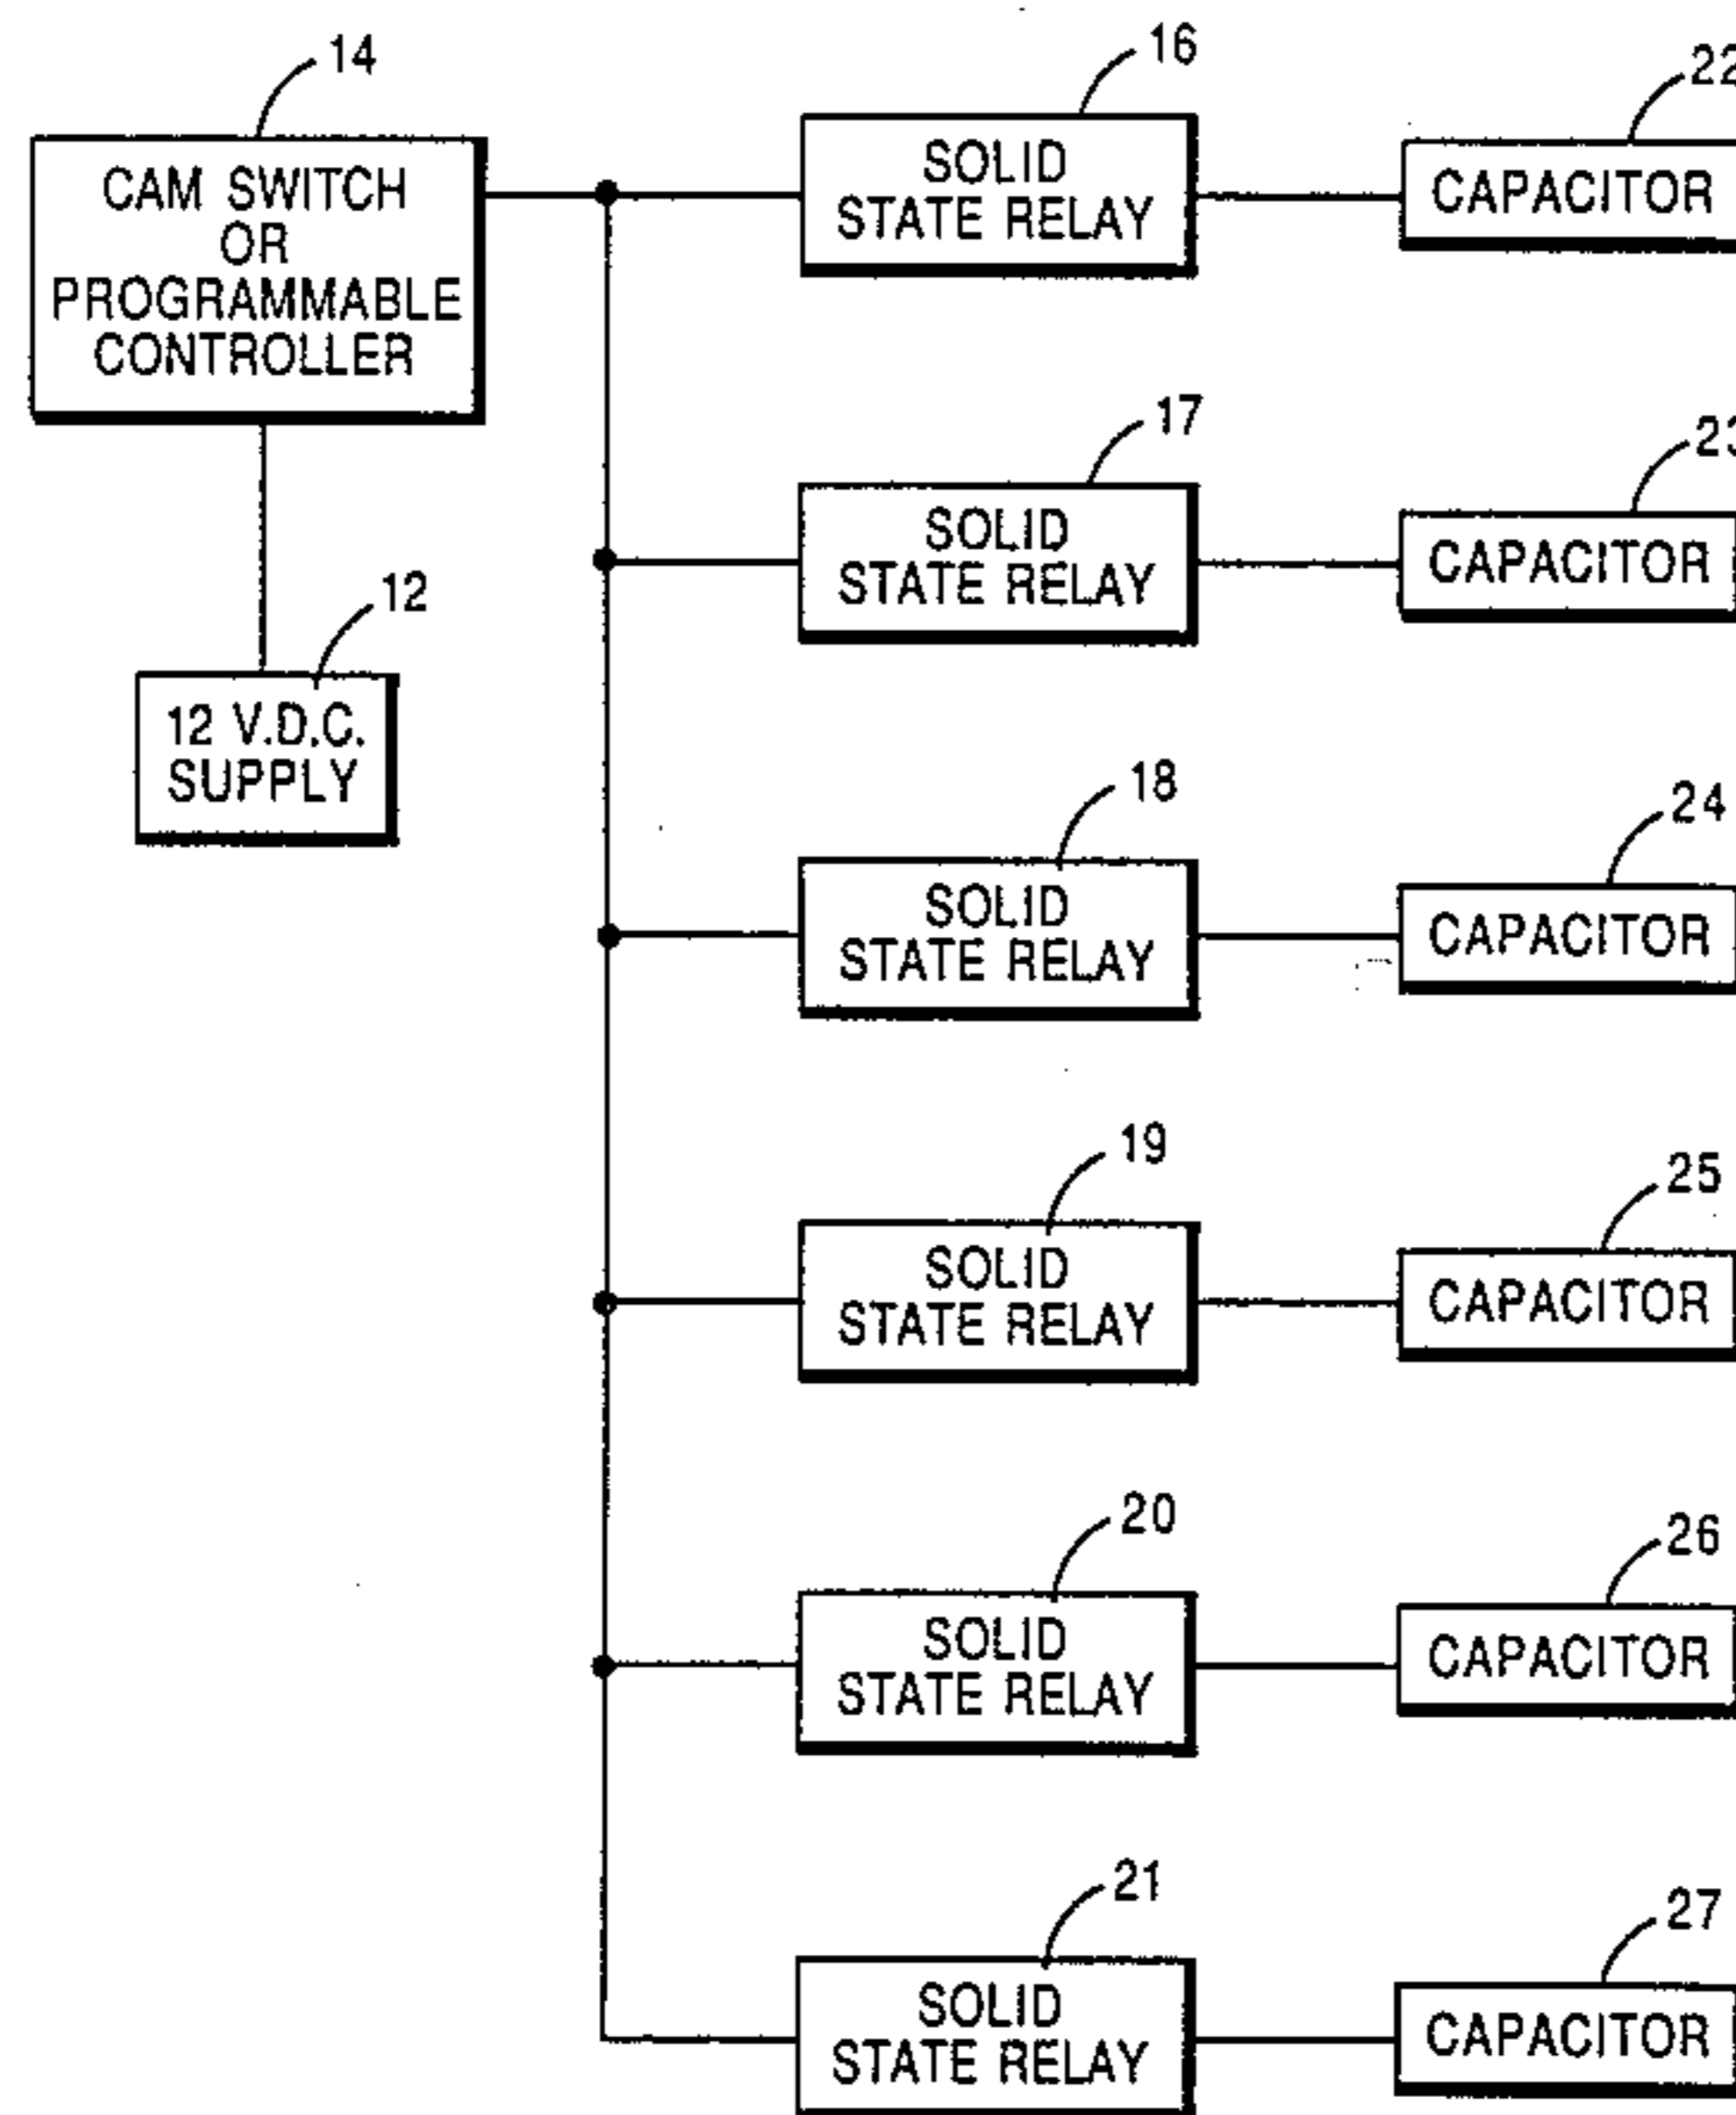 14
CAM SWITCH
OR
PROGRAMMABLE
CONTROLLER
12
12 V.D.C.
SUPPLY
16
SOLID
STATE RELAY
22
CAPACITOR
17
SOLID
STATE RELAY
23
CAPACITOR
18
SOLID
STATE RELAY
24
CAPACITOR
19
SOLID
STATE RELAY
25
CAPACITOR
20
SOLID
STATE RELAY
26
CAPACITOR
21
SOLID
STATE RELAY
27
CAPACITOR